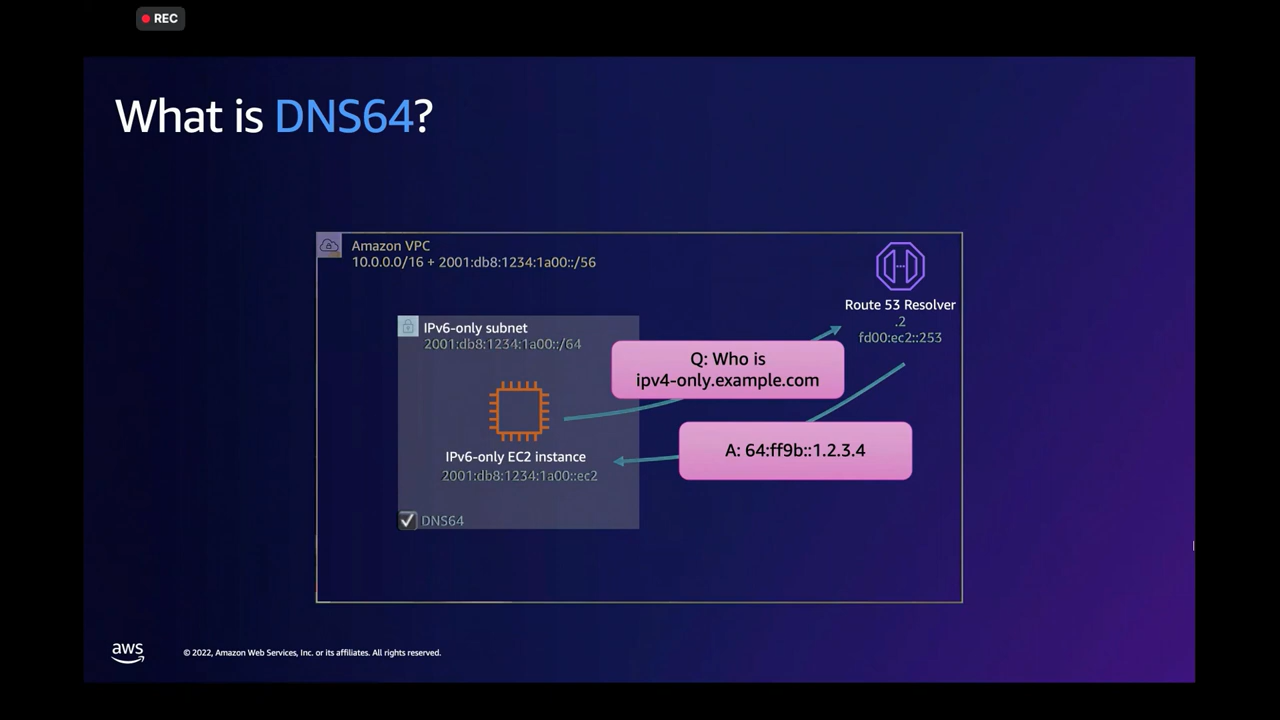 REC
What is DNS64?
Amazon VPC
10.0.0.0/16 + 2001:db8:1234:1a00::/56
Route 53 Resolver
.2
fd00:ec2::253
IPv6-only subnet
2001:db8:1234:1a00::/64
Q: Who is
ipv4-only.example.com
A: 64:ff9b::1.2.3.4
IPv6-only EC2 instance
2001:db8:1234:1a00::ec2
DNS64
aws
© 2022, Amazon Web Services, Inc. or its affiliates. All rights reserved.